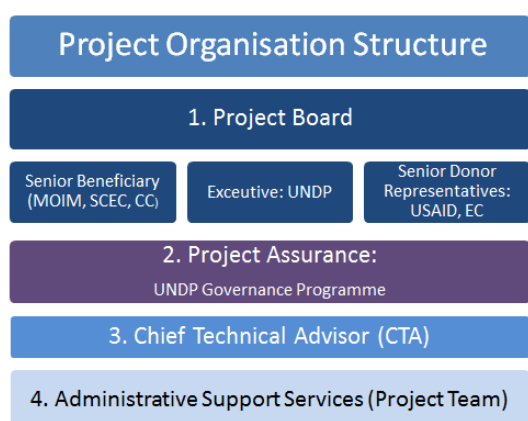 Project Organisation Structure
1. Project Board
Senior Beneficiary
(MOIM, SCEC, CC)
Exceutive: UNDP
Senior Donor
Representatives:
USAID, EC
2. Project Assurance:
UNDP Governance Programme
3. Chief Technical Advisor (CTA)
4. Administrative Support Services (Project Team)